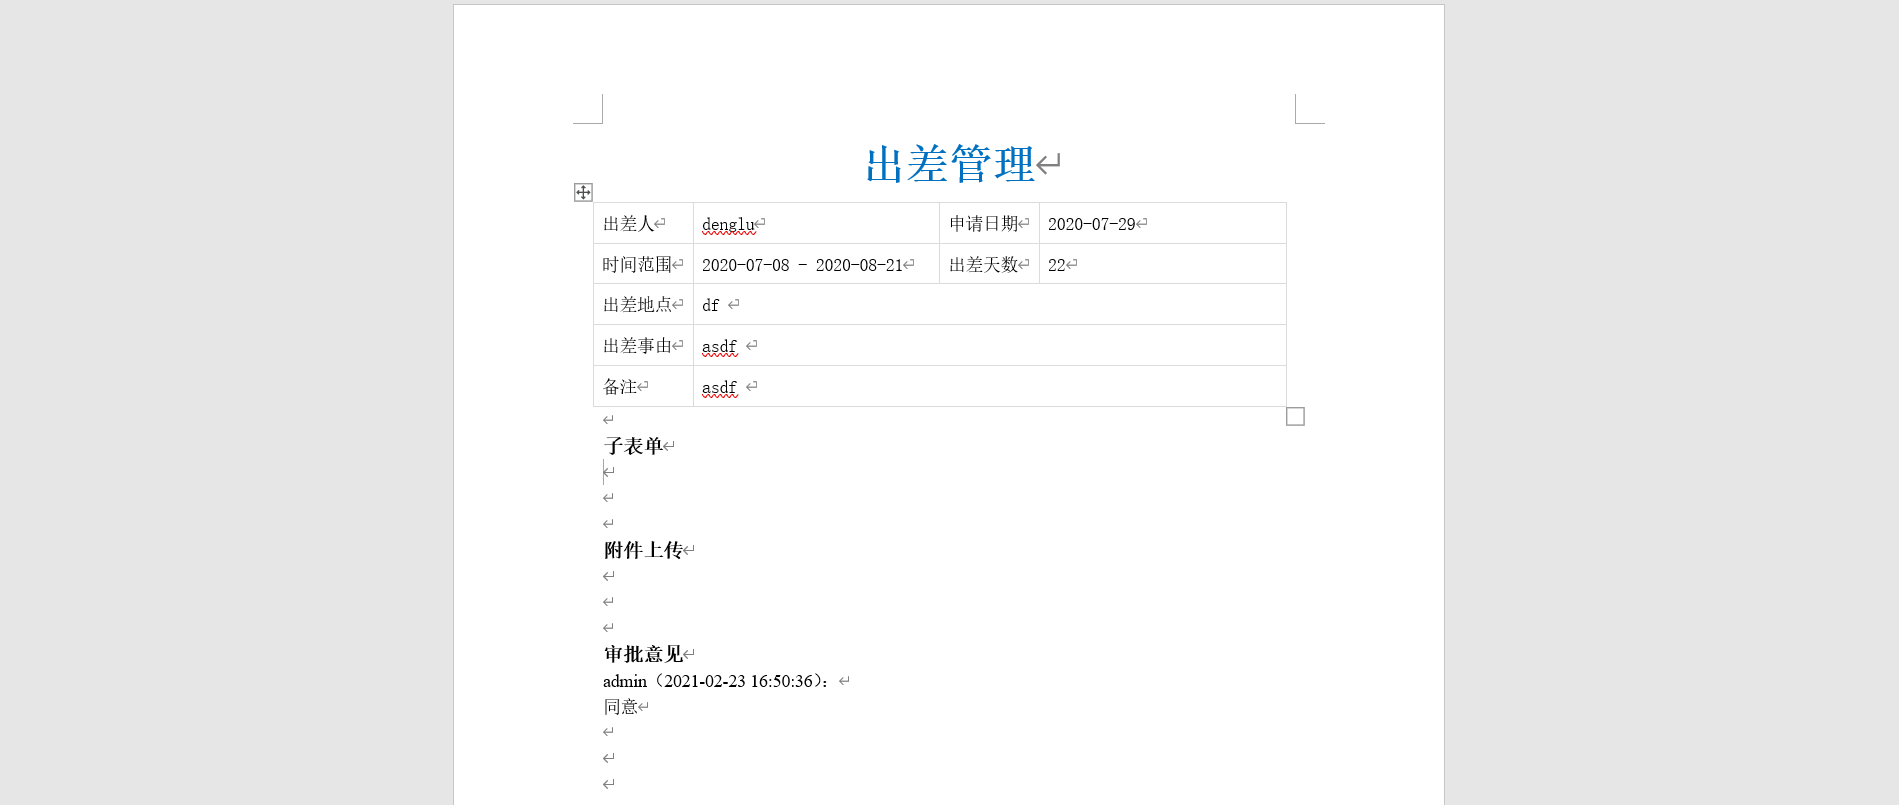 出差管理
出差人 denglu 申请日期 2020-07-29
时间范围 2020-07-08 - 2020-08-21 出差天数 22
出差地点 df
出差事由 asdf
备注 asdf
子表单
附件上传
审批意见
admin（2021-02-23 16:50:36）：
同意